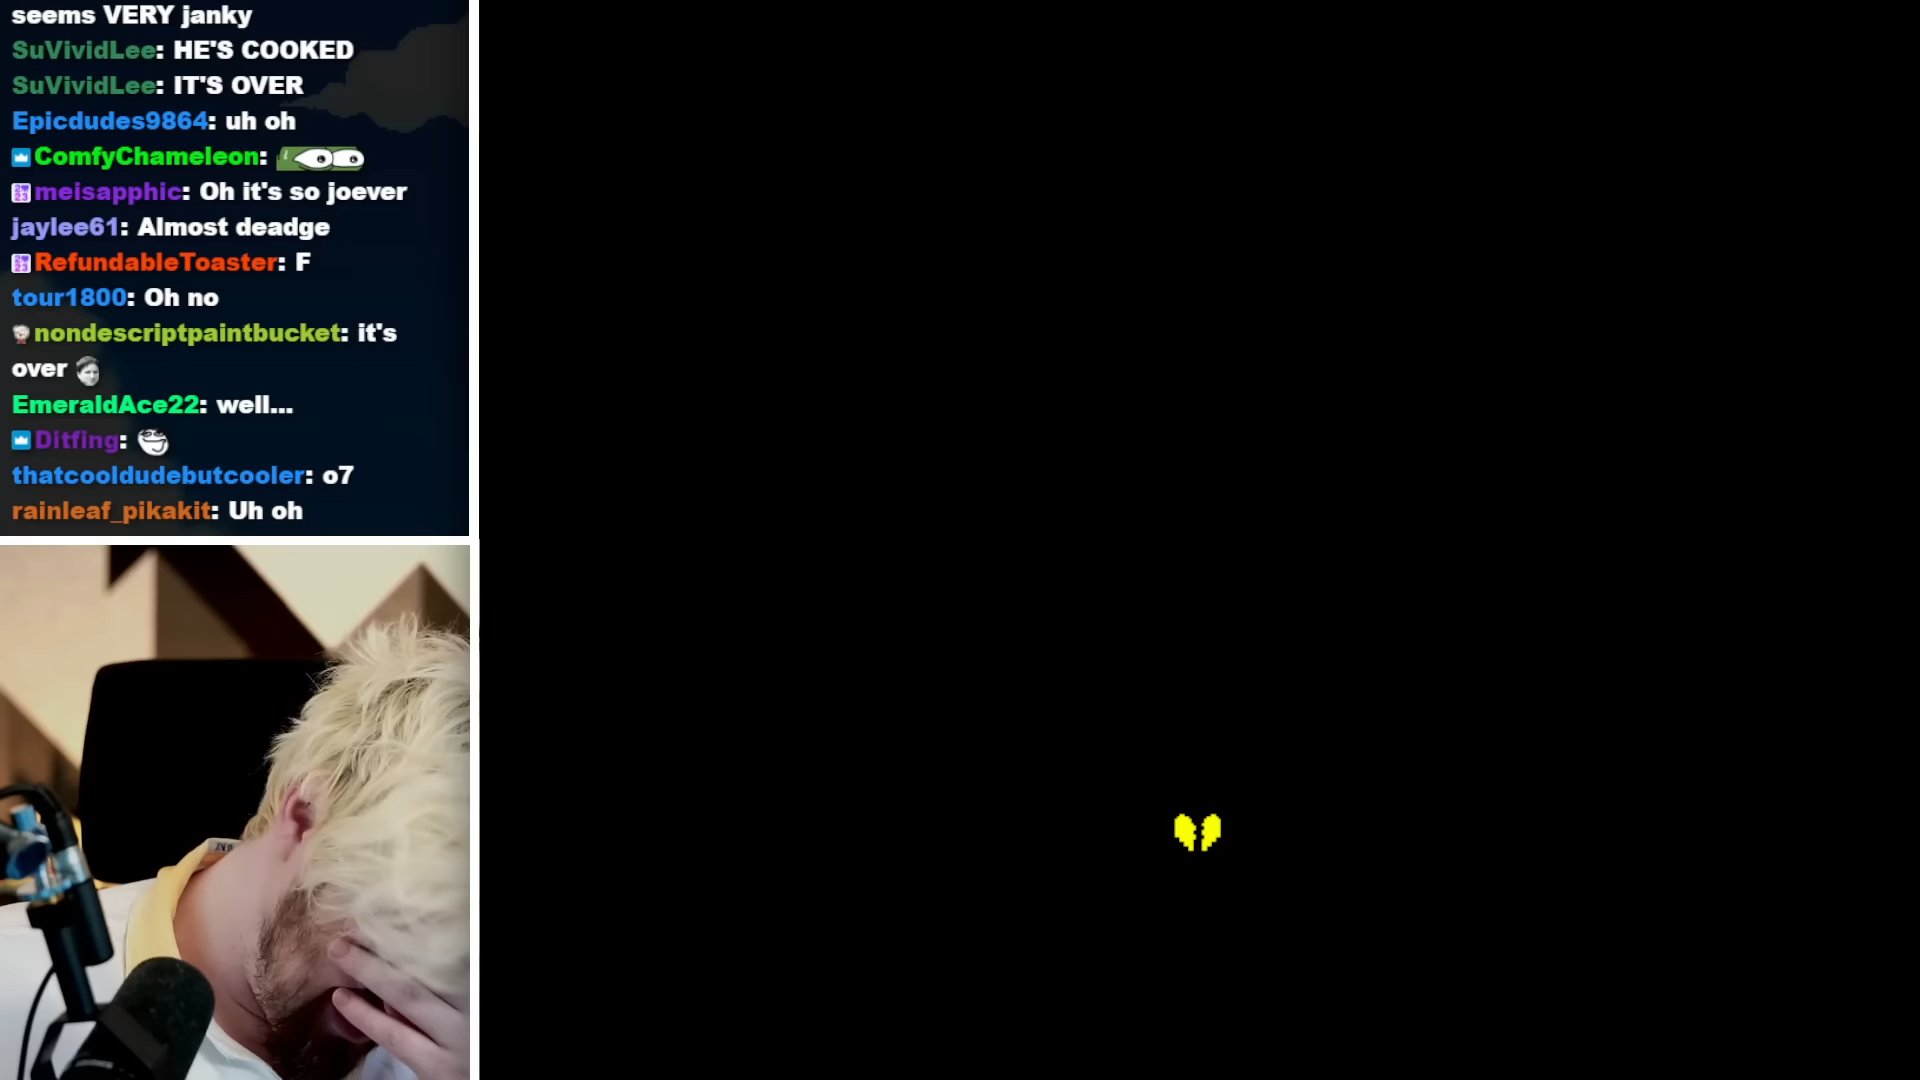 seems VERY janky
SuVividLee: HE'S COOKED
SuVividLee: IT'S OVER
Epicdudes9864: uh oh
ComfyChameleon:
meisapphic: Oh it's so joever
jaylee61: Almost deadge
RefundableToaster: F
tour1800: Oh no
nondescriptpaintbucket: it's
over
EmeraldAce22: well...
Ditfing:
thatcooldudebutcooler: o7
rainleaf_pikakit: Uh oh